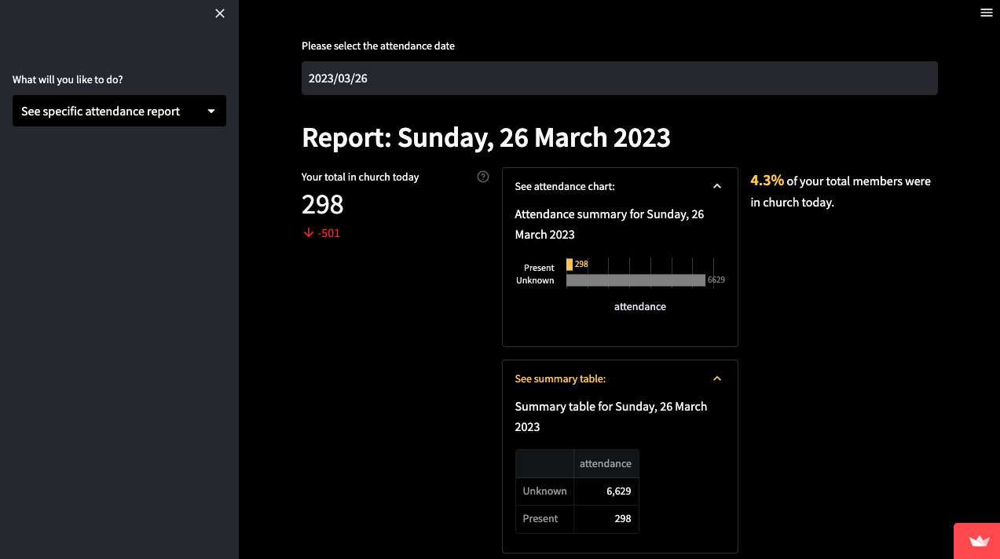 What will you like to do?
See specific attendance report
Please select the attendance date
2023/03/26
Report: Sunday, 26 March 2023
Your total in church today
298
-501
See attendance chart:
Attendance summary for Sunday, 26
March 2023
Present
298
Unknown
6629
attendance
4.3% of your total members were
in church today.
See summary table:
Summary table for Sunday, 26 March
2023
attendance
Unknown 6,629
Present 298